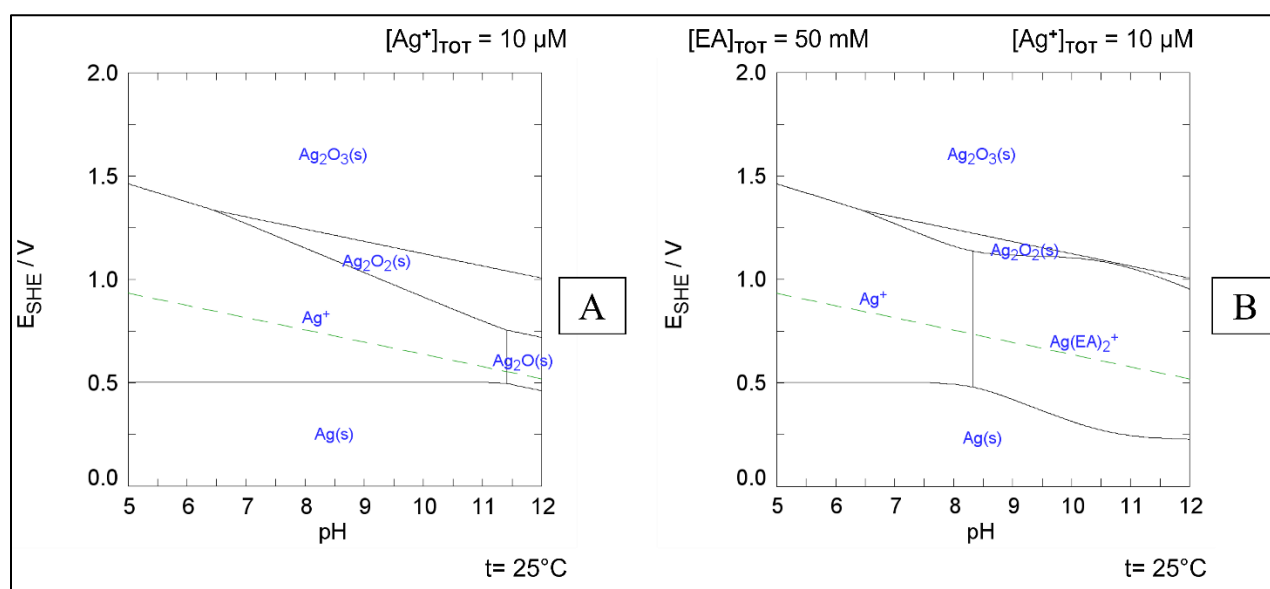 [Ag⁺]TOT = 10 µM
2.0
1.5
1.0
0.5
0.0
E_SHE / V
Ag₂O₃(s)
Ag₂O₂(s)
Ag⁺
Ag₂O(s)
Ag(s)
5 6 7 8 9 10 11 12
pH
t= 25°C
A
[EA]TOT = 50 mM [Ag⁺]TOT = 10 µM
2.0
1.5
1.0
0.5
0.0
E_SHE / V
Ag₂O₃(s)
Ag₂O₂(s)
Ag⁺
Ag(EA)₂⁺
Ag(s)
5 6 7 8 9 10 11 12
pH
t= 25°C
B